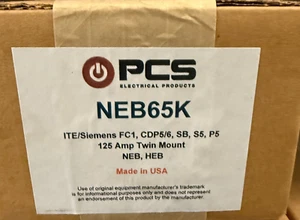 PCS
ELECTRICAL PRODUCTS
NEB65K
ITE/Siemens FC1, CDP5/6, SB, S5, P5
125 Amp Twin Mount
NEB, HEB
Made in USA
Use of original equipment manufacturer's trademark
is for informational purposes only and does not represent
an endorsement of this product by the manufacturer.